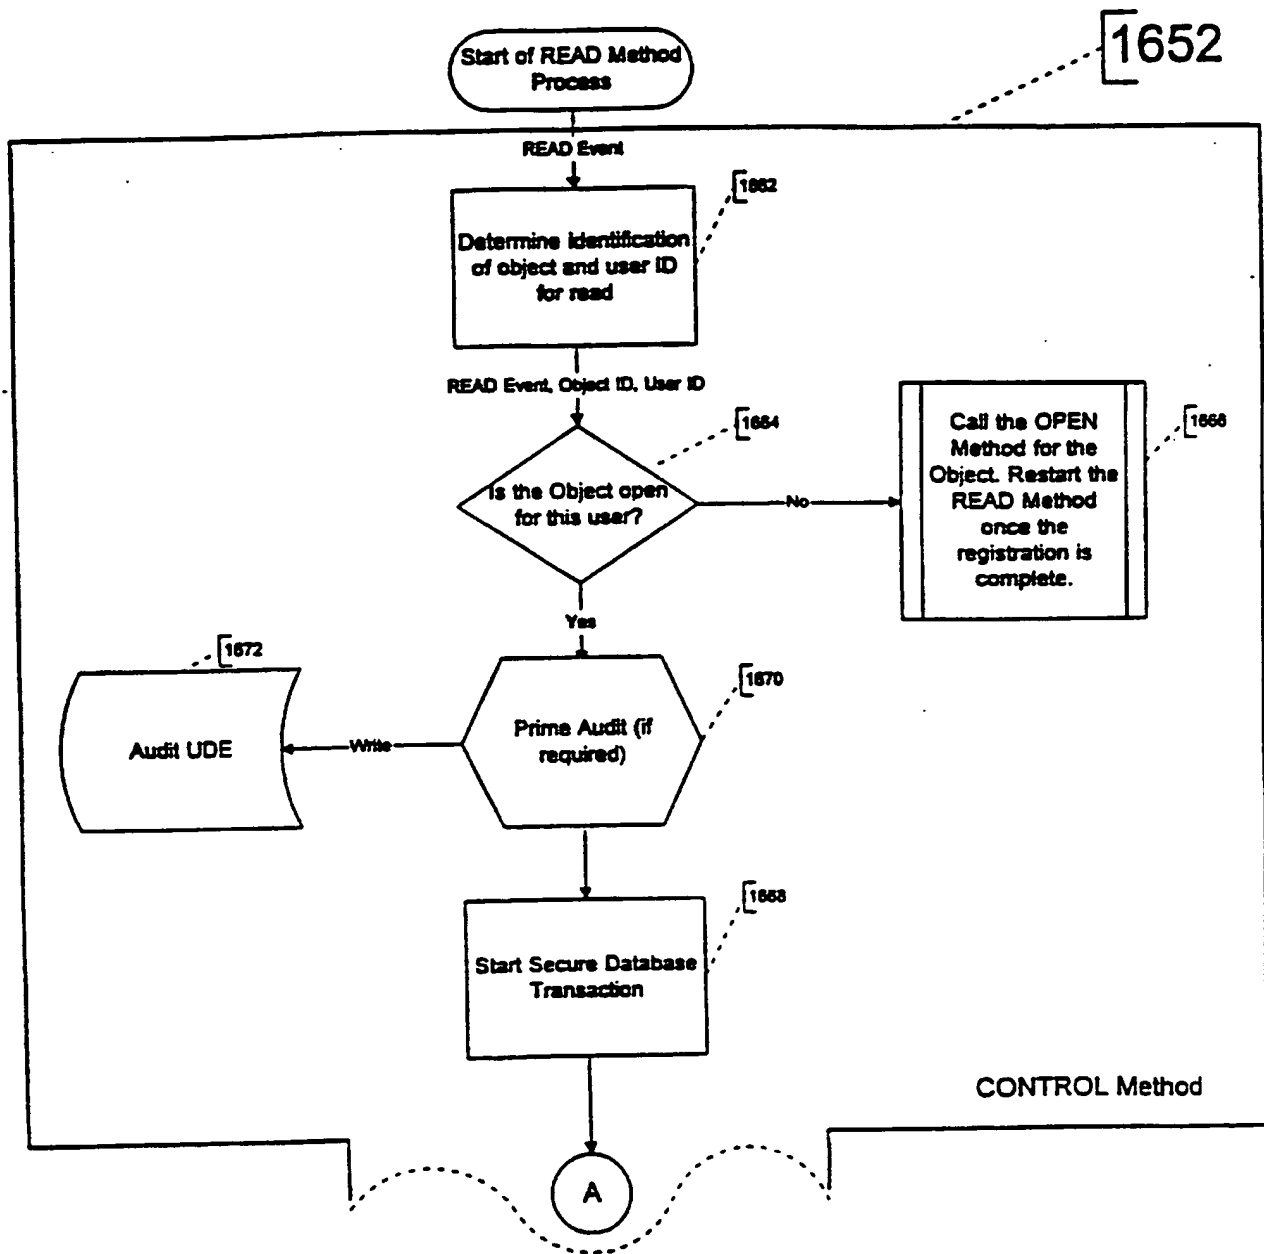 Start of READ Method
Process
1652
READ Event
1662
Determine identification
of object and user ID
for read
READ Event, Object ID, User ID
1664
Is the Object open
for this user?
No
Call the OPEN
Method for the
Object. Restart the
READ Method
once the
registration is
complete.
1666
Yes
1672
Audit UDE
Write
Prime Audit (if
required)
1670
1668
Start Secure Database
Transaction
CONTROL Method
A